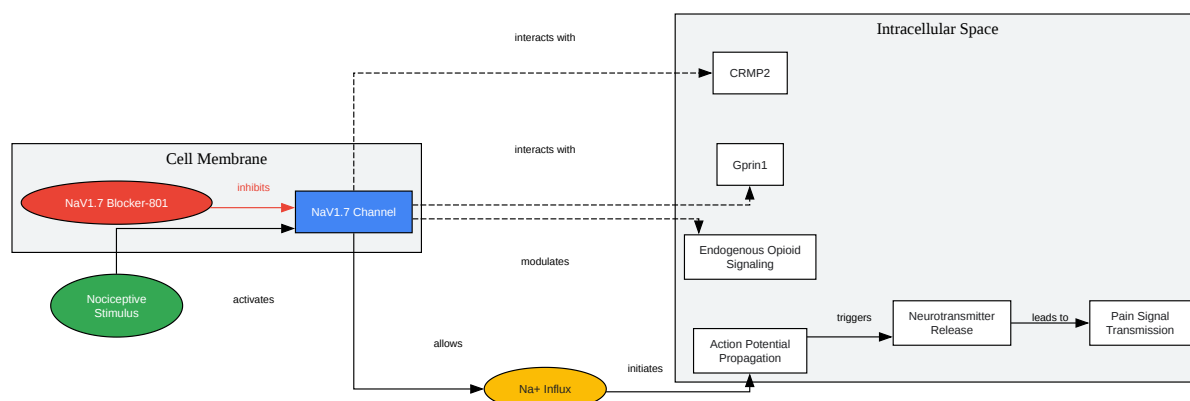 interacts with
Intracellular Space
CRMP2
Cell Membrane
interacts with
Gprin1
NaV1.7 Blocker-801
inhibits
NaV1.7 Channel
Endogenous Opioid
Signaling
modulates
Nociceptive
Stimulus
activates
allows
initiates
Na+ Influx
Action Potential
Propagation
triggers
Neurotransmitter
Release
leads to
Pain Signal
Transmission